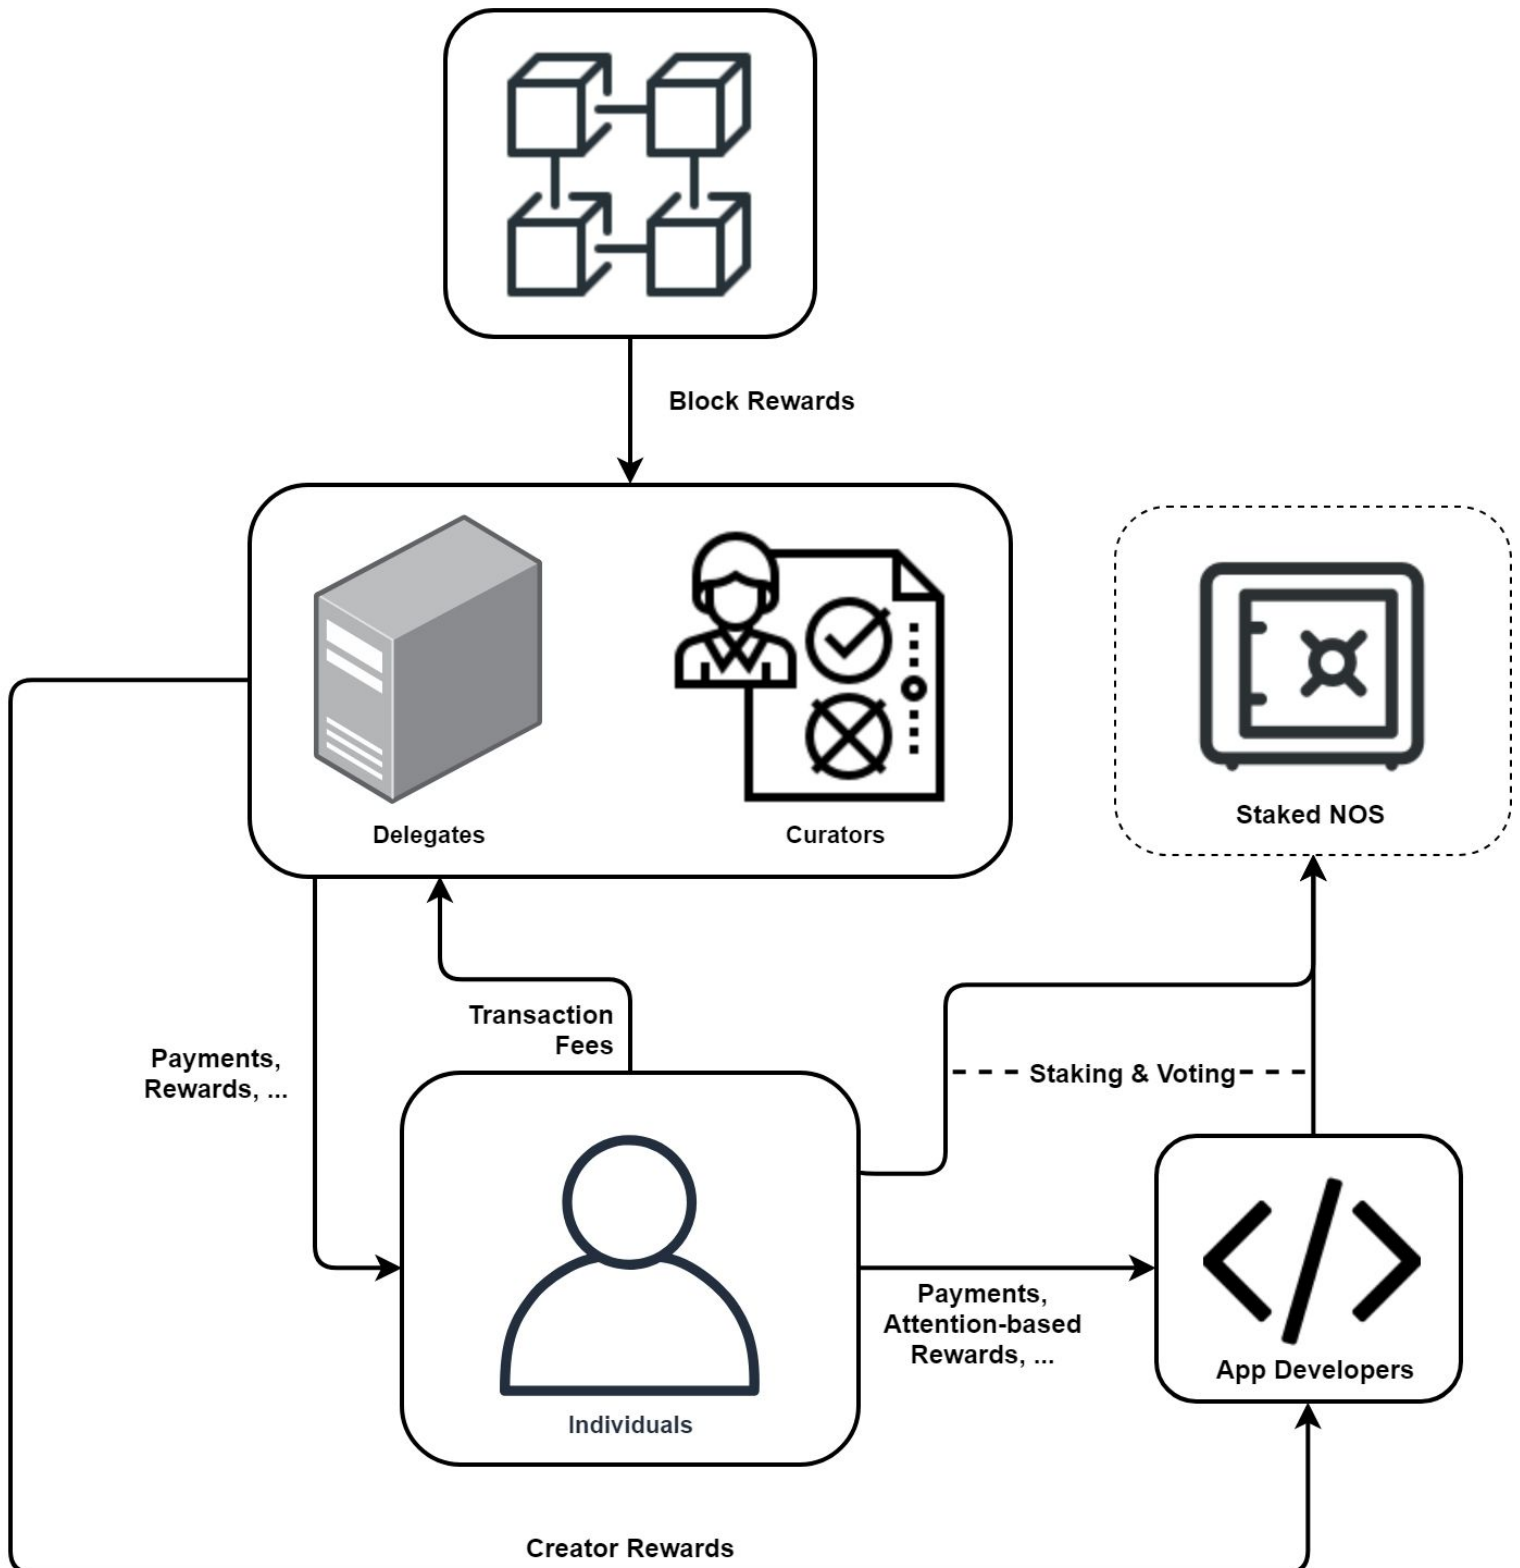 Block Rewards
Delegates
Curators
Staked NOS
Transaction
Fees
Payments,
Rewards, ...
Staking & Voting
Payments,
Attention-based
Rewards, ...
App Developers
Individuals
Creator Rewards